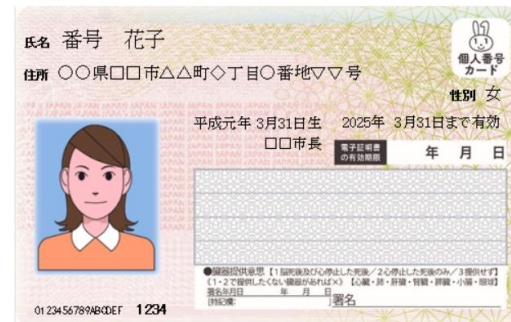 氏名 番号 花子
個人番号
カード
住所 〇〇県□□市△△町◇丁目〇番地▽▽号
性別 女
平成元年 3月31日生 2025年 3月31日まで有効
□□市長
電子証明書
の有効期限
年 月 日
●臓器提供意思【1脳死後及び心停止した死後/2心停止した死後のみ/3提供せず】
《1・2で提供したくない臓器があれば×》【心臓・肺・肝臓・腎臓・膵臓・小腸・眼球】
署名年月日 年 月 日
[特記欄: ]署名
0123456789ABCDEF 1234